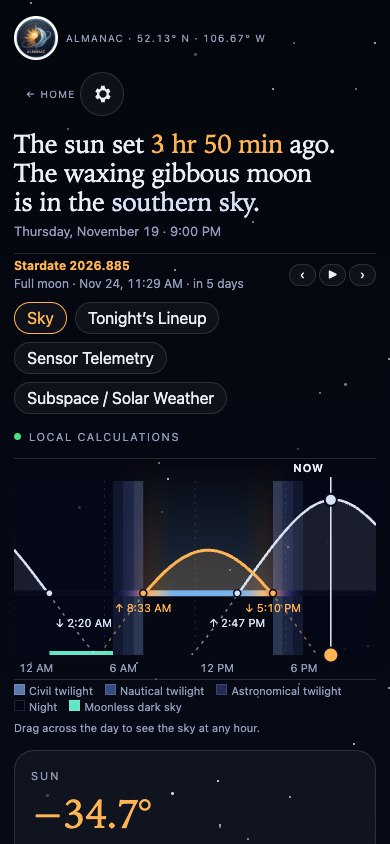 ALMANAC
ALMANAC · 52.13° N · 106.67° W
← HOME
The sun set 3 hr 50 min ago.
The waxing gibbous moon
is in the southern sky.
Thursday, November 19 · 9:00 PM
Stardate 2026.885
Full moon · Nov 24, 11:29 AM · in 5 days
Sky
Tonight’s Lineup
Sensor Telemetry
Subspace / Solar Weather
LOCAL CALCULATIONS
NOW
↑ 8:33 AM
↓ 5:10 PM
↓ 2:20 AM
↑ 2:47 PM
12 AM
6 AM
12 PM
6 PM
Civil twilight
Nautical twilight
Astronomical twilight
Night
Moonless dark sky
Drag across the day to see the sky at any hour.
SUN
−34.7°